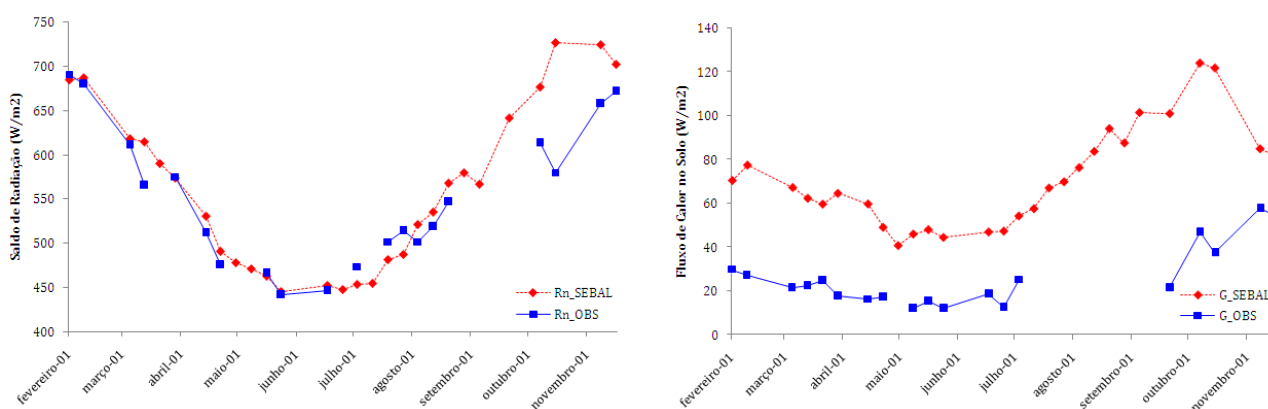 750
700
650
600
550
500
450
400
Saldo de Radiação (W/m2)
Rn_SEBAL
Rn_OBS
fevereiro-01
março-01
abril-01
maio-01
junho-01
julho-01
agosto-01
setembro-01
outubro-01
novembro-01
140
120
100
80
60
40
20
0
Fluxo de Calor no Solo (W/m2)
G_SEBAL
G_OBS
fevereiro-01
março-01
abril-01
maio-01
junho-01
julho-01
agosto-01
setembro-01
outubro-01
novembro-01